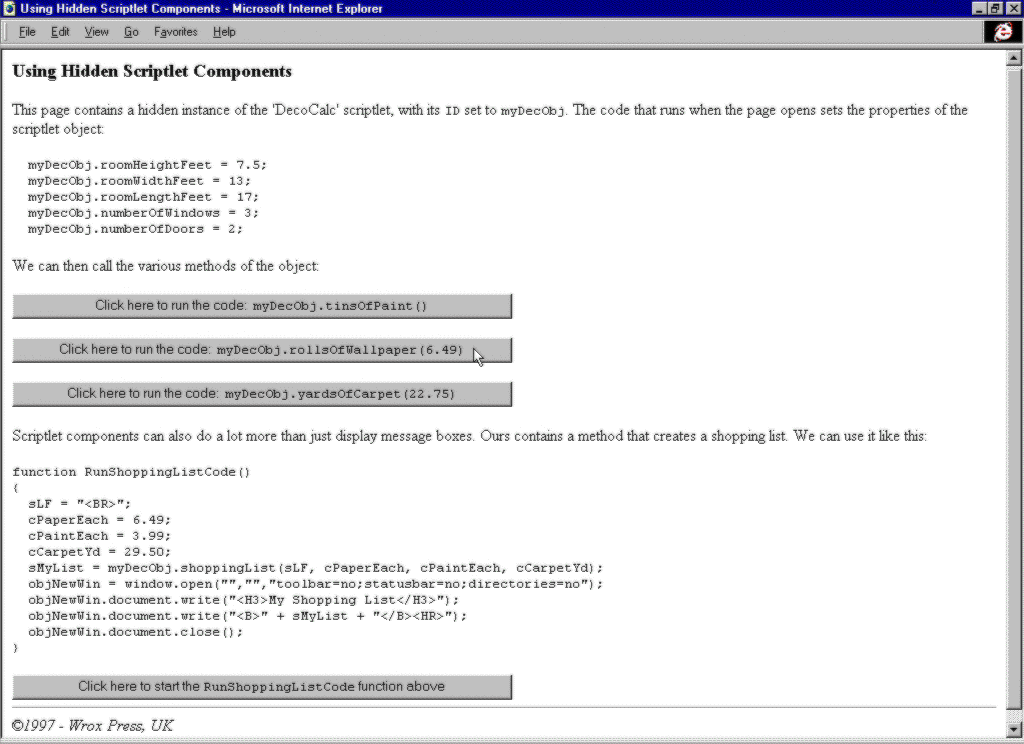 Using Hidden Scriptlet Components - Microsoft Internet Explorer
File Edit View Go Favorites Help
Using Hidden Scriptlet Components
This page contains a hidden instance of the 'DecoCalc' scriptlet, with its ID set to myDecObj. The code that runs when the page opens sets the properties of the
scriptlet object:
myDecObj.roomHeightFeet = 7.5;
myDecObj.roomWidthFeet = 13;
myDecObj.roomLengthFeet = 17;
myDecObj.numberOfWindows = 3;
myDecObj.numberOfDoors = 2;
We can then call the various methods of the object:
Click here to run the code: myDecObj.tinsOfPaint()
Click here to run the code: myDecObj.rollsOfWallpaper(6.49)
Click here to run the code: myDecObj.yardsOfCarpet(22.75)
Scriptlet components can also do a lot more than just display message boxes. Ours contains a method that creates a shopping list. We can use it like this:
function RunShoppingListCode()
{
sLF = "<BR>";
cPaperEach = 6.49;
cPaintEach = 3.99;
cCarpetYd = 29.50;
sMyList = myDecObj.shoppingList(sLF, cPaperEach, cPaintEach, cCarpetYd);
objNewWin = window.open("","","toolbar=no;statusbar=no;directories=no");
objNewWin.document.write("<H3>My Shopping List</H3>");
objNewWin.document.write("<B>" + sMyList + "</B><HR>");
objNewWin.document.close();
}
Click here to start the RunShoppingListCode function above
©1997 - Wrox Press, UK